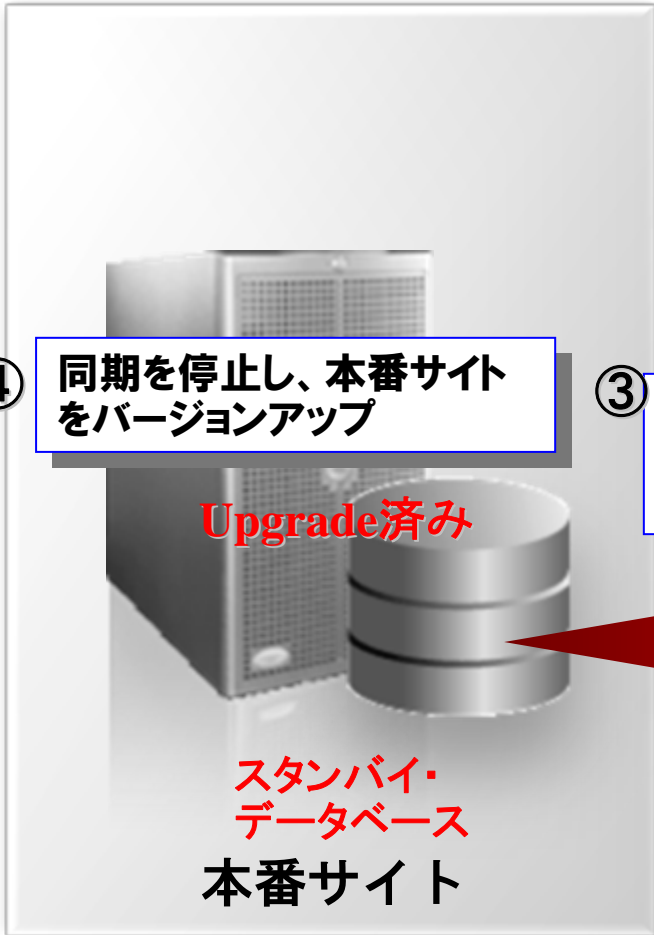 ④
同期を停止し、本番サイト
をバージョンアップ
③
Upgrade済み
スタンバイ・
データベース
本番サイト